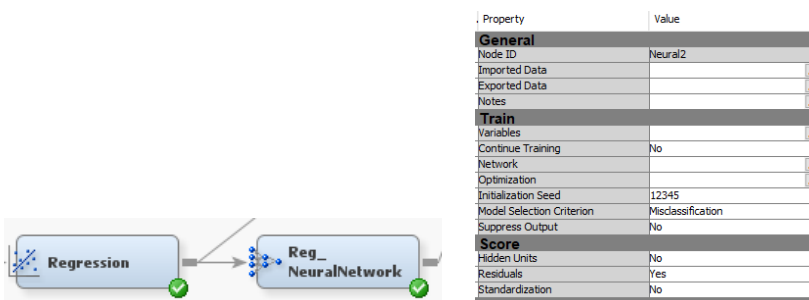 . Property Value
General
Node ID Neural2
Imported Data
Exported Data
Notes
Train
Variables
Continue Training No
Network
Optimization
Initialization Seed 12345
Model Selection Criterion Misclassification
Suppress Output No
Score
Hidden Units No
Residuals Yes
Standardization No
Regression
Reg_
NeuralNetwork